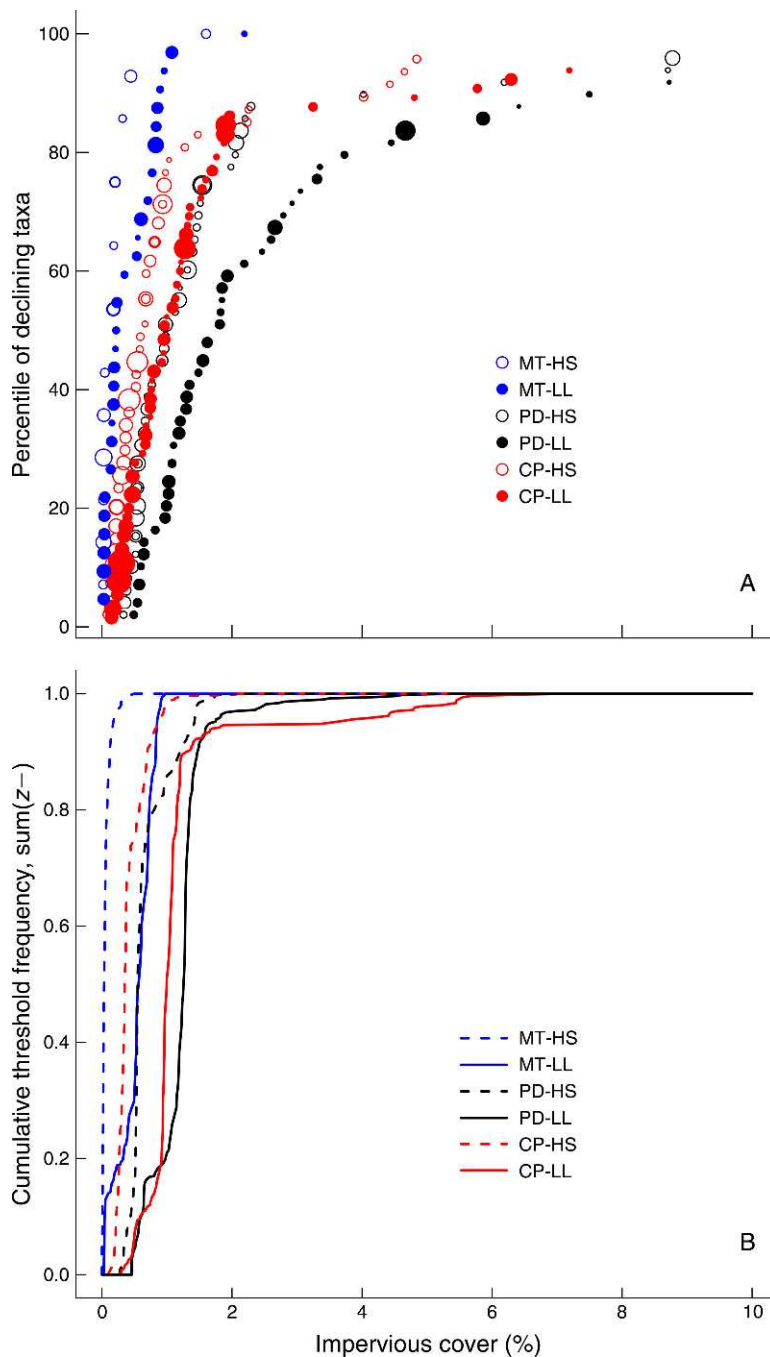 100
80
60
40
20
0
Percentile of declining taxa
MT-HS
MT-LL
PD-HS
PD-LL
CP-HS
CP-LL
A
1.0
0.8
0.6
0.4
0.2
0.0
Cumulative threshold frequency, sum(z−)
MT-HS
MT-LL
PD-HS
PD-LL
CP-HS
CP-LL
B
0 2 4 6 8 10
Impervious cover (%)